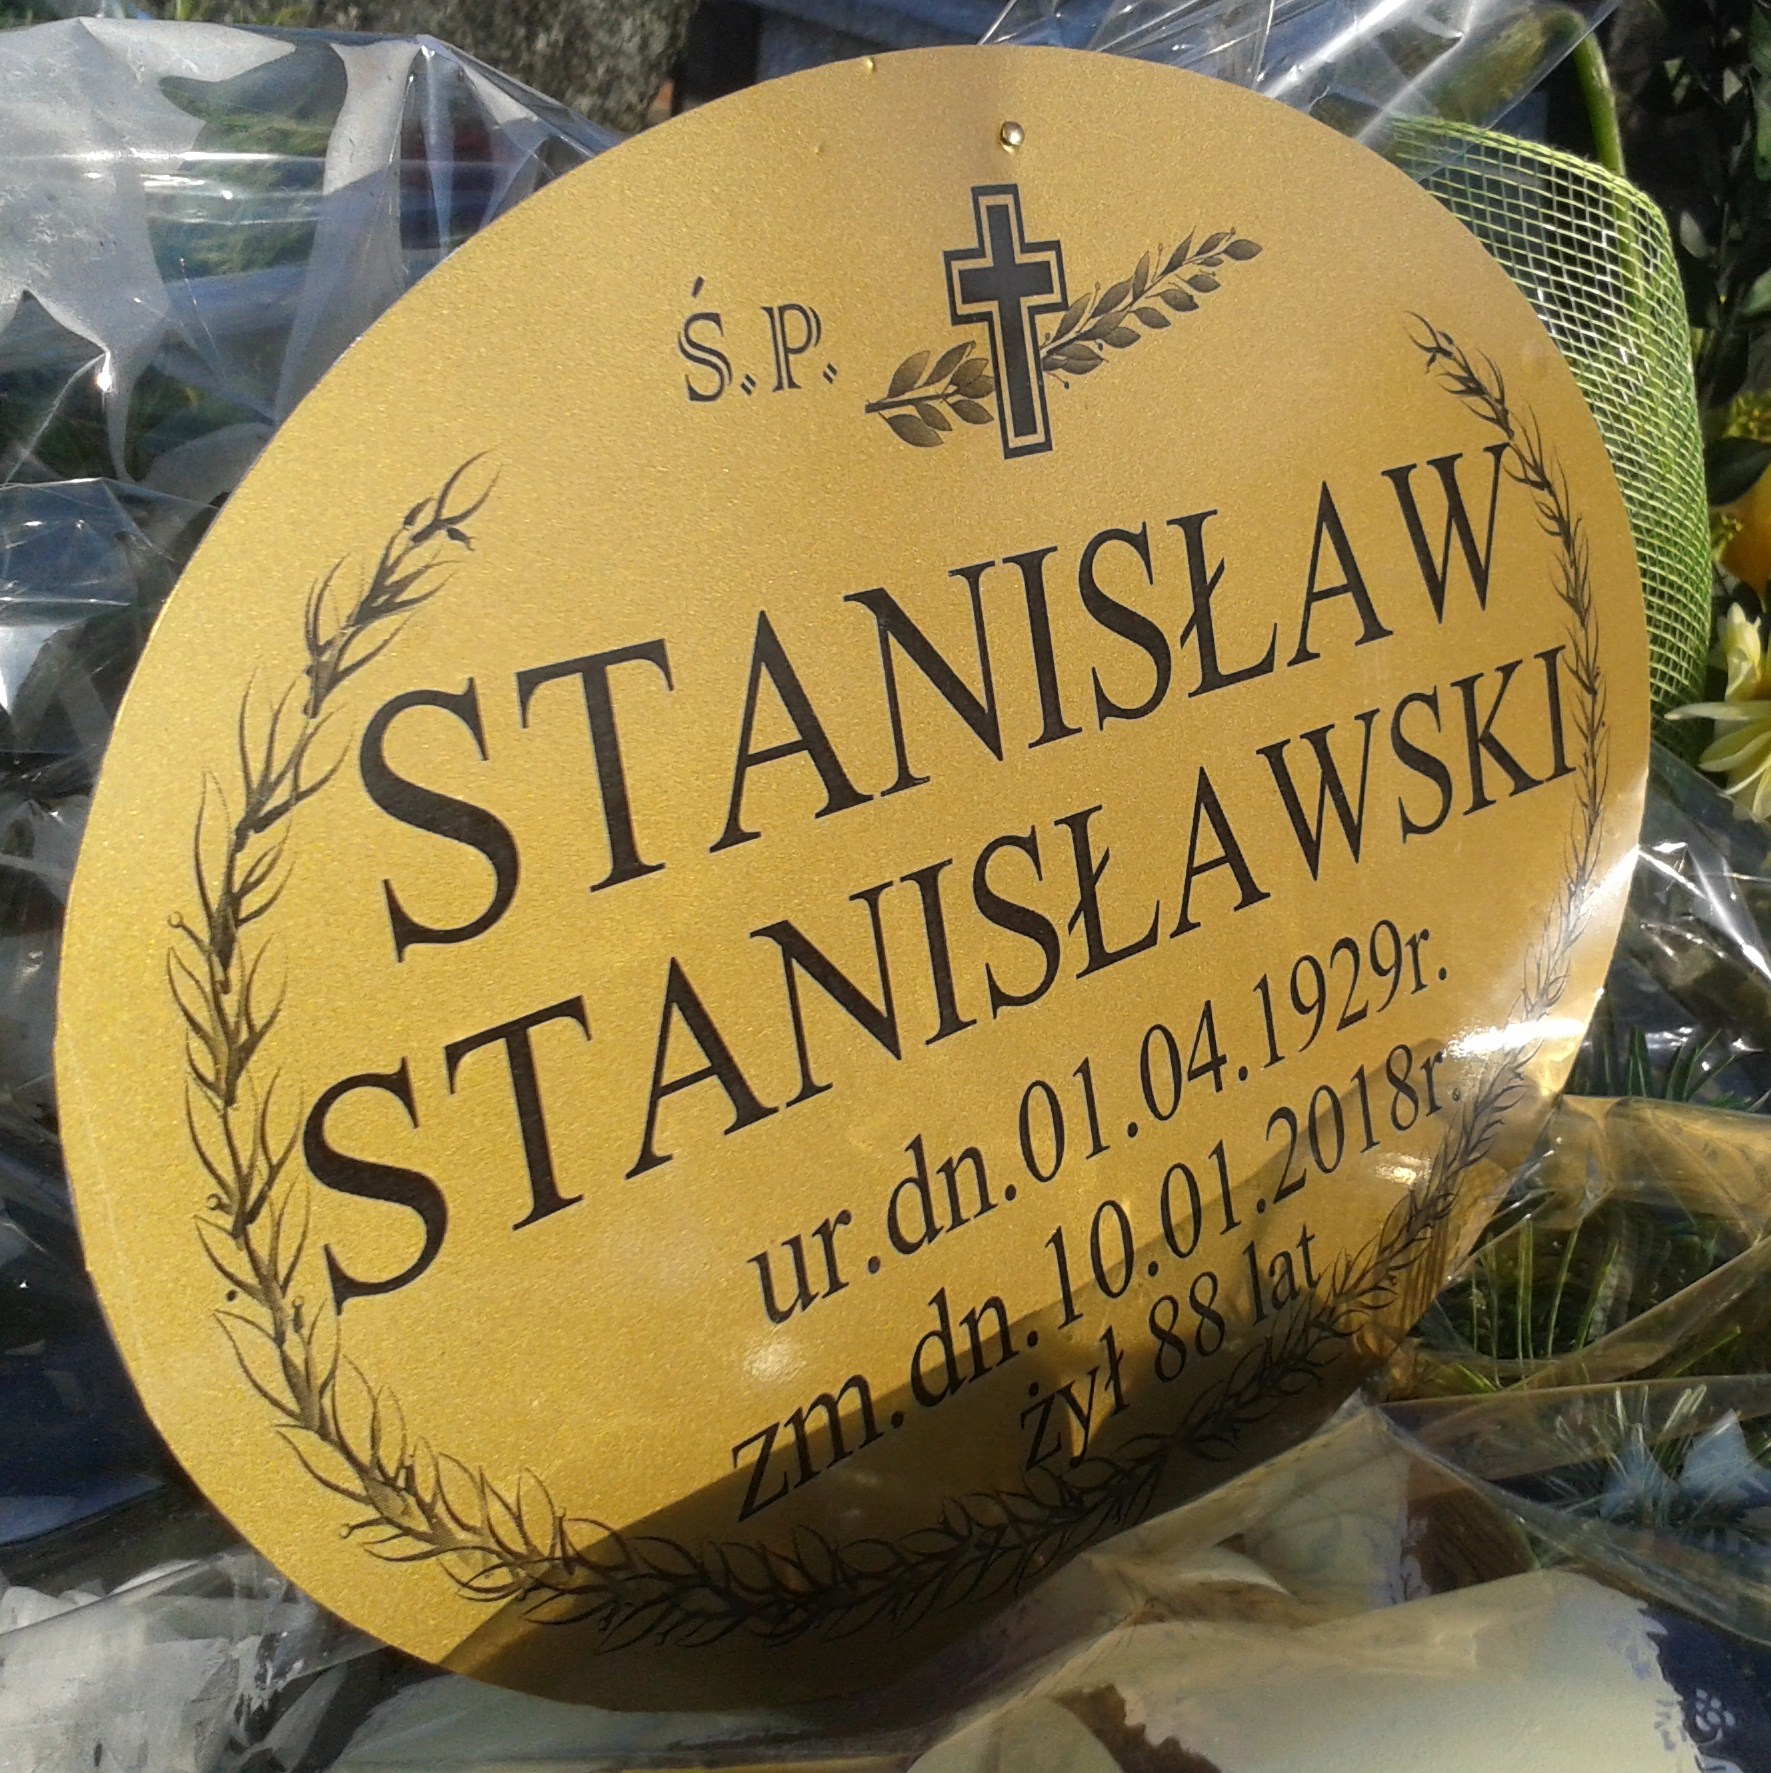 Ś.P.
STANISŁAW
STANISŁAWSKI
ur.dn.01.04.1929r.
zm.dn.10.01.2018r.
żył 88 lat